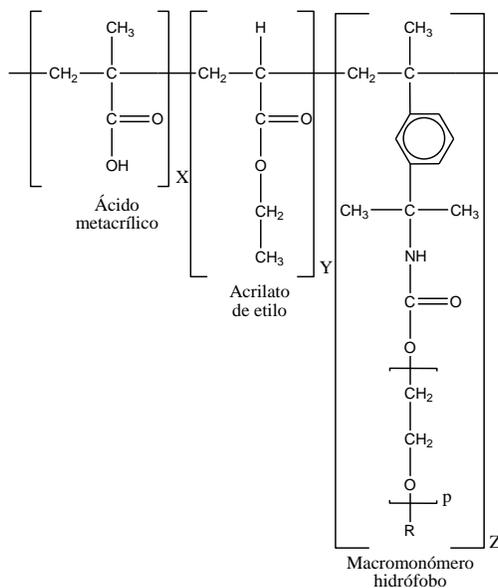 CH₃
H
CH₃
CH₂ C CH₂ C CH₂ C
C O C O
OH O
X
Ácido
metacrílico
CH₂
CH₃ C CH₃
CH₃
NH
Y
Acrilato
de etilo
C O
O
CH₂
CH₂
O
p
R
Z
Macromonómero
hidrófobo